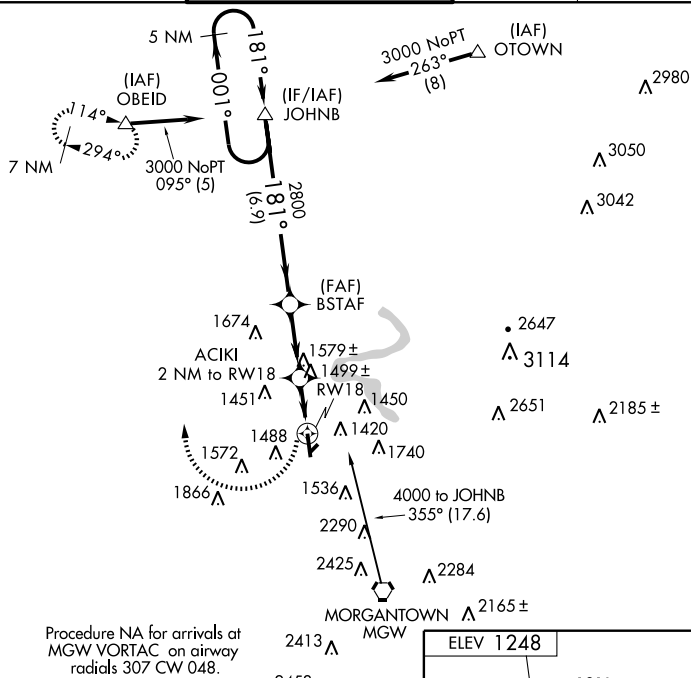 5 NM
181°
001°
(IAF)
OBEID
114°
294°
7 NM
3000 NoPT
095° (5)
(IF/IAF)
JOHNB
3000 NoPT
263°
(8)
(IAF)
OTOWN
2980
3050
3042
2800
181°
(6.9)
(FAF)
BSTAF
1674
ACIKI
2 NM to RW18
1579 ±
1499 ±
RW18
1451
1450
2647
3114
2651
2185 ±
1420
1488
1572
1740
1866
1536
4000 to JOHNB
355° (17.6)
2290
2425
2284
MORGANTOWN
MGW
2165 ±
Procedure NA for arrivals at
MGW VORTAC on airway
radials 307 CW 048.
2413
ELEV 1248